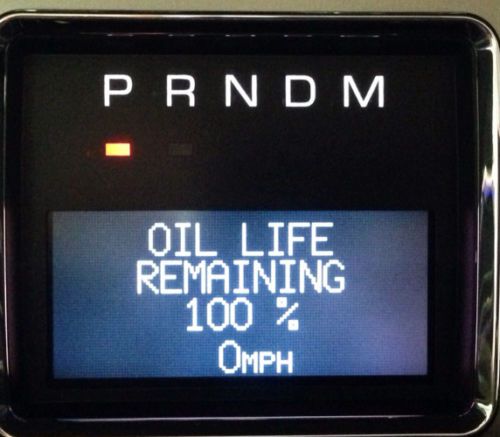 P R N D M
OIL LIFE
REMAINING
100 %
0MPH